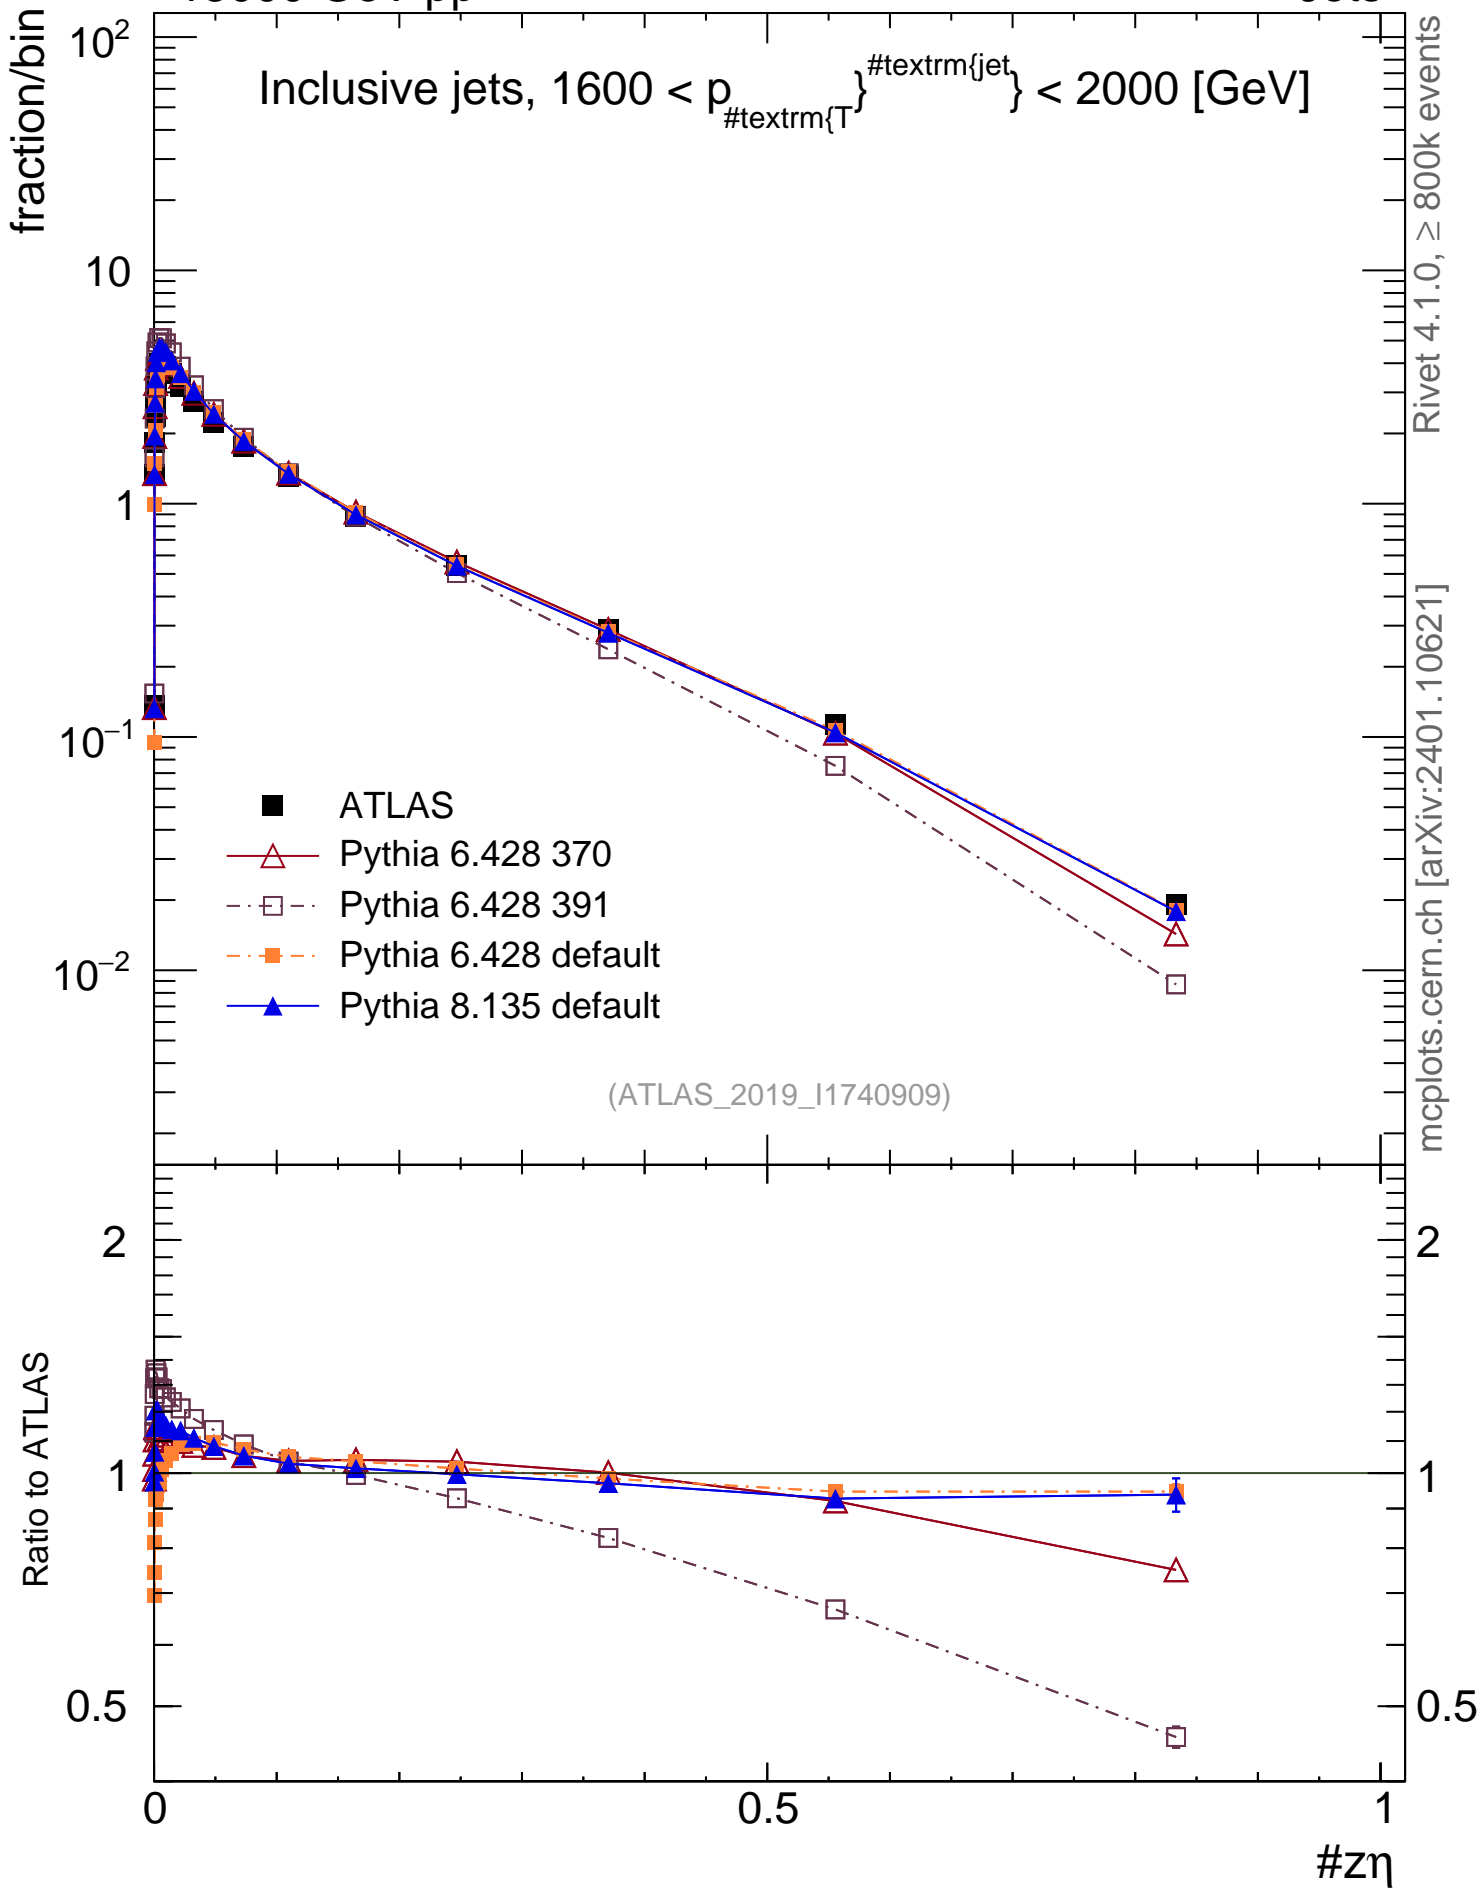 fraction/bin
10²
10
1
10⁻¹
10⁻²
Inclusive jets, 1600 < p_#textrm{T}^#textrm{jet} < 2000 [GeV]
ATLAS
Pythia 6.428 370
Pythia 6.428 391
Pythia 6.428 default
Pythia 8.135 default
(ATLAS_2019_I1740909)
Rivet 4.1.0, ≥ 800k events
mcplots.cern.ch [arXiv:2401.10621]
Ratio to ATLAS
2
1
0.5
2
1
0.5
0
0.5
1
#zη